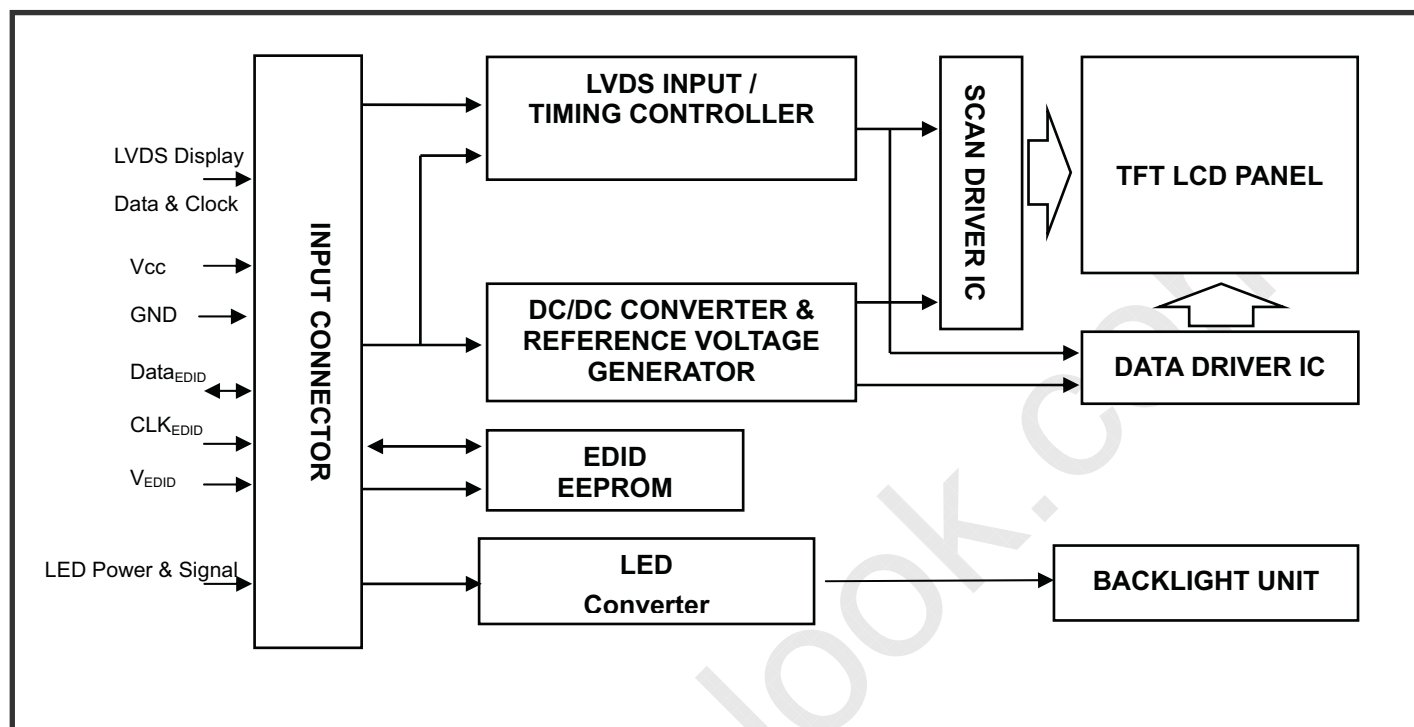 LVDS Display
Data & Clock
Vcc
GND
DataEDID
CLKEDID
VEDID
LED Power & Signal
INPUT CONNECTOR
LVDS INPUT /
TIMING CONTROLLER
DC/DC CONVERTER &
REFERENCE VOLTAGE
GENERATOR
EDID
EEPROM
LED
Converter
SCAN DRIVER IC
TFT LCD PANEL
DATA DRIVER IC
BACKLIGHT UNIT
look.com